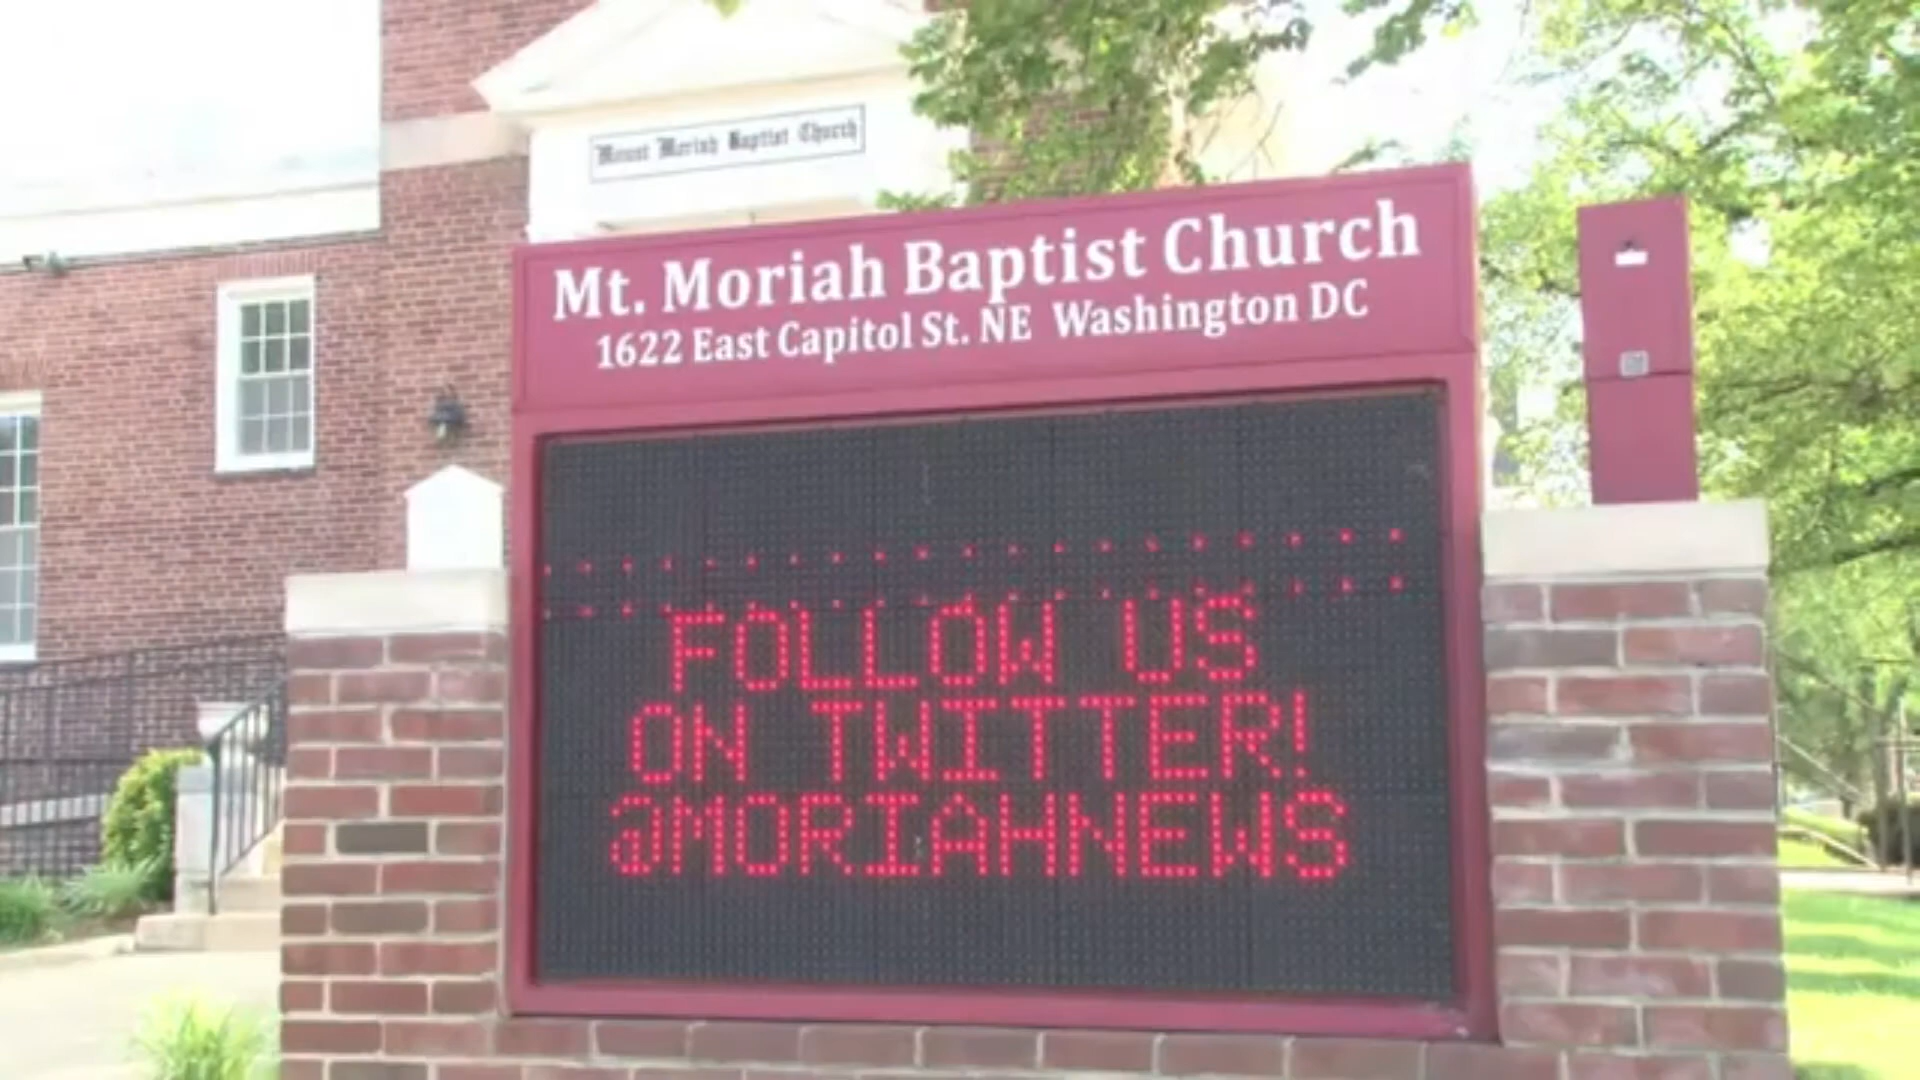 Mount Moriah Baptist Church
Mt. Moriah Baptist Church
1622 East Capitol St. NE Washington DC
FOLLOW US
ON TWITTER!
@MORIAHNEWS